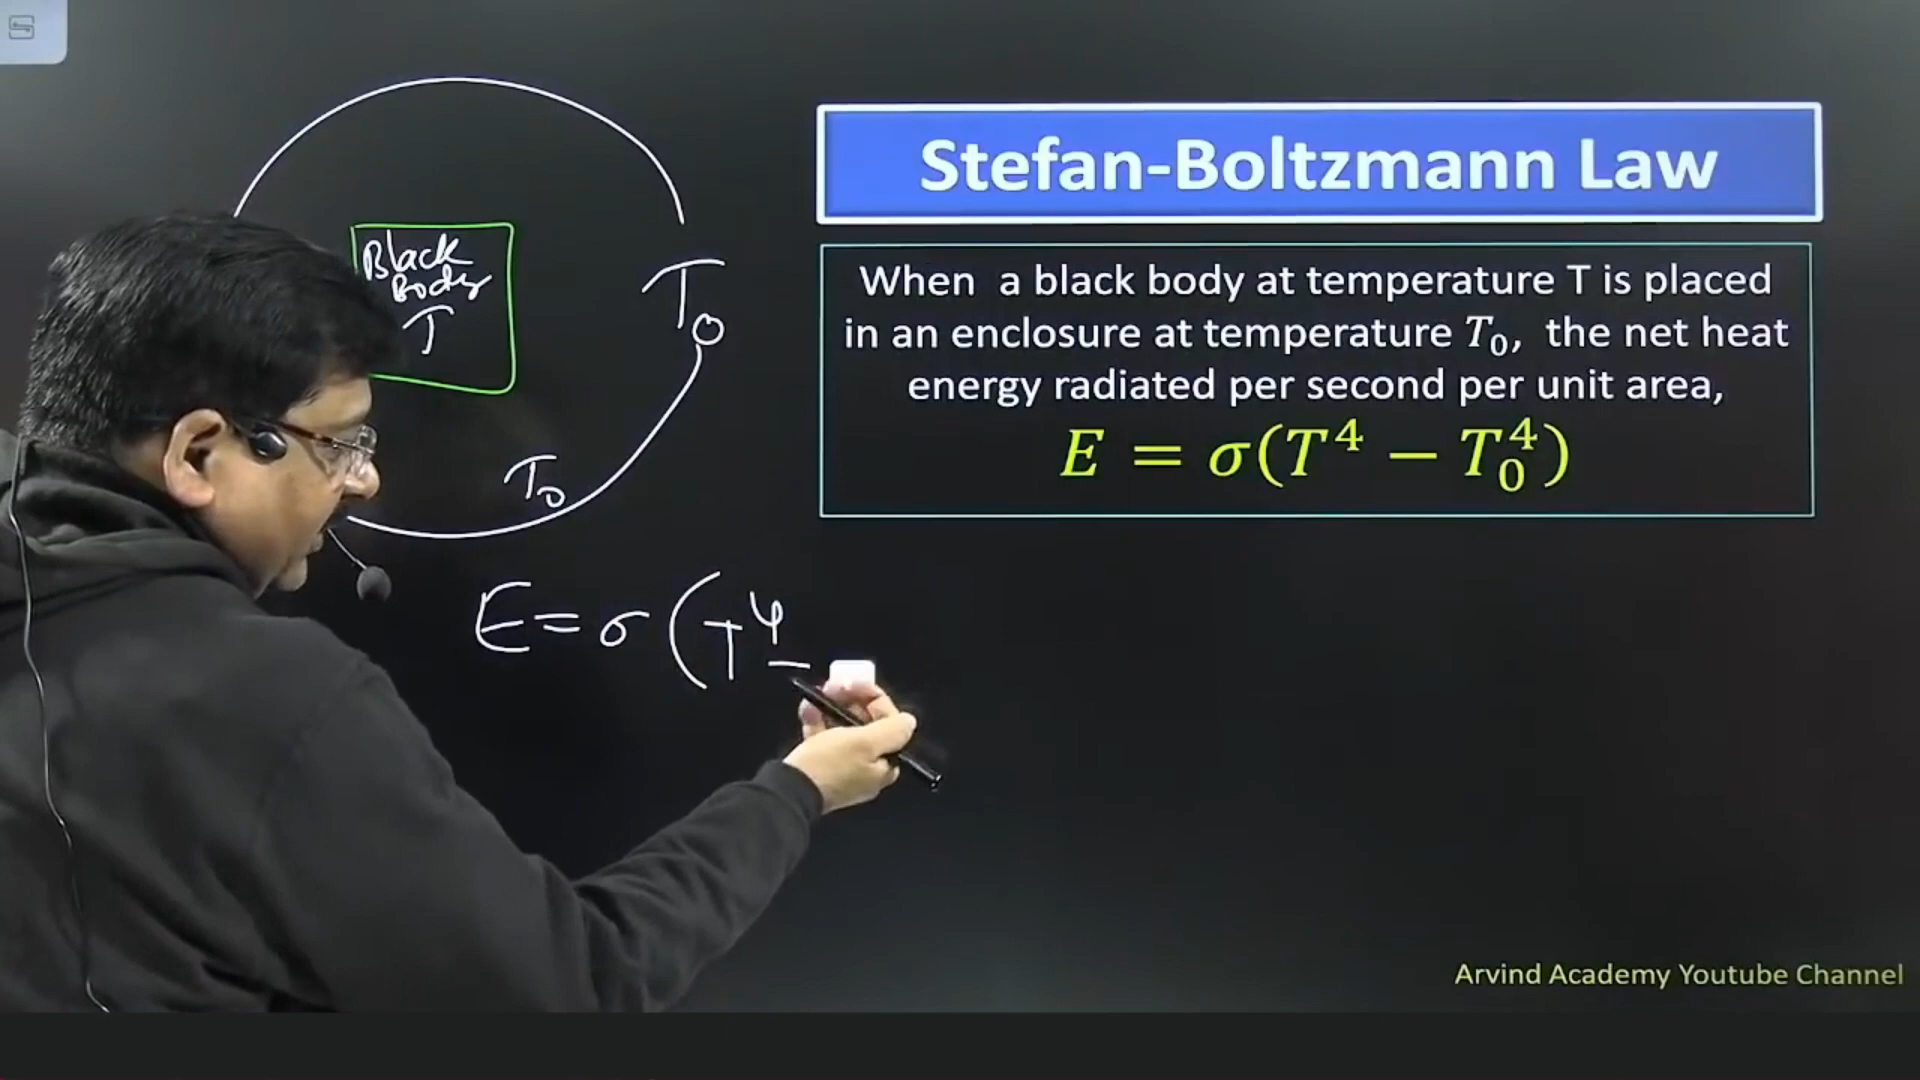 Black
Body
T
T₀
T₀
E = σ (T⁴ –
Stefan-Boltzmann Law
When a black body at temperature T is placed
in an enclosure at temperature T₀, the net heat
energy radiated per second per unit area,
E = σ(T⁴ − T₀⁴)
Arvind Academy Youtube Channel